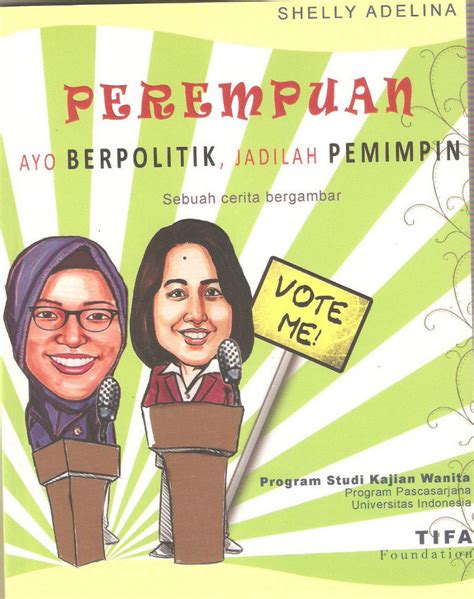 SHELLY ADELINA
PEREMPUAN
AYO BERPOLITIK, JADILAH PEMIMPIN
Sebuah cerita bergambar
VOTE
ME!
Program Studi Kajian Wanita
Program Pascasarjana
Universitas Indonesia
TIFA
Foundation